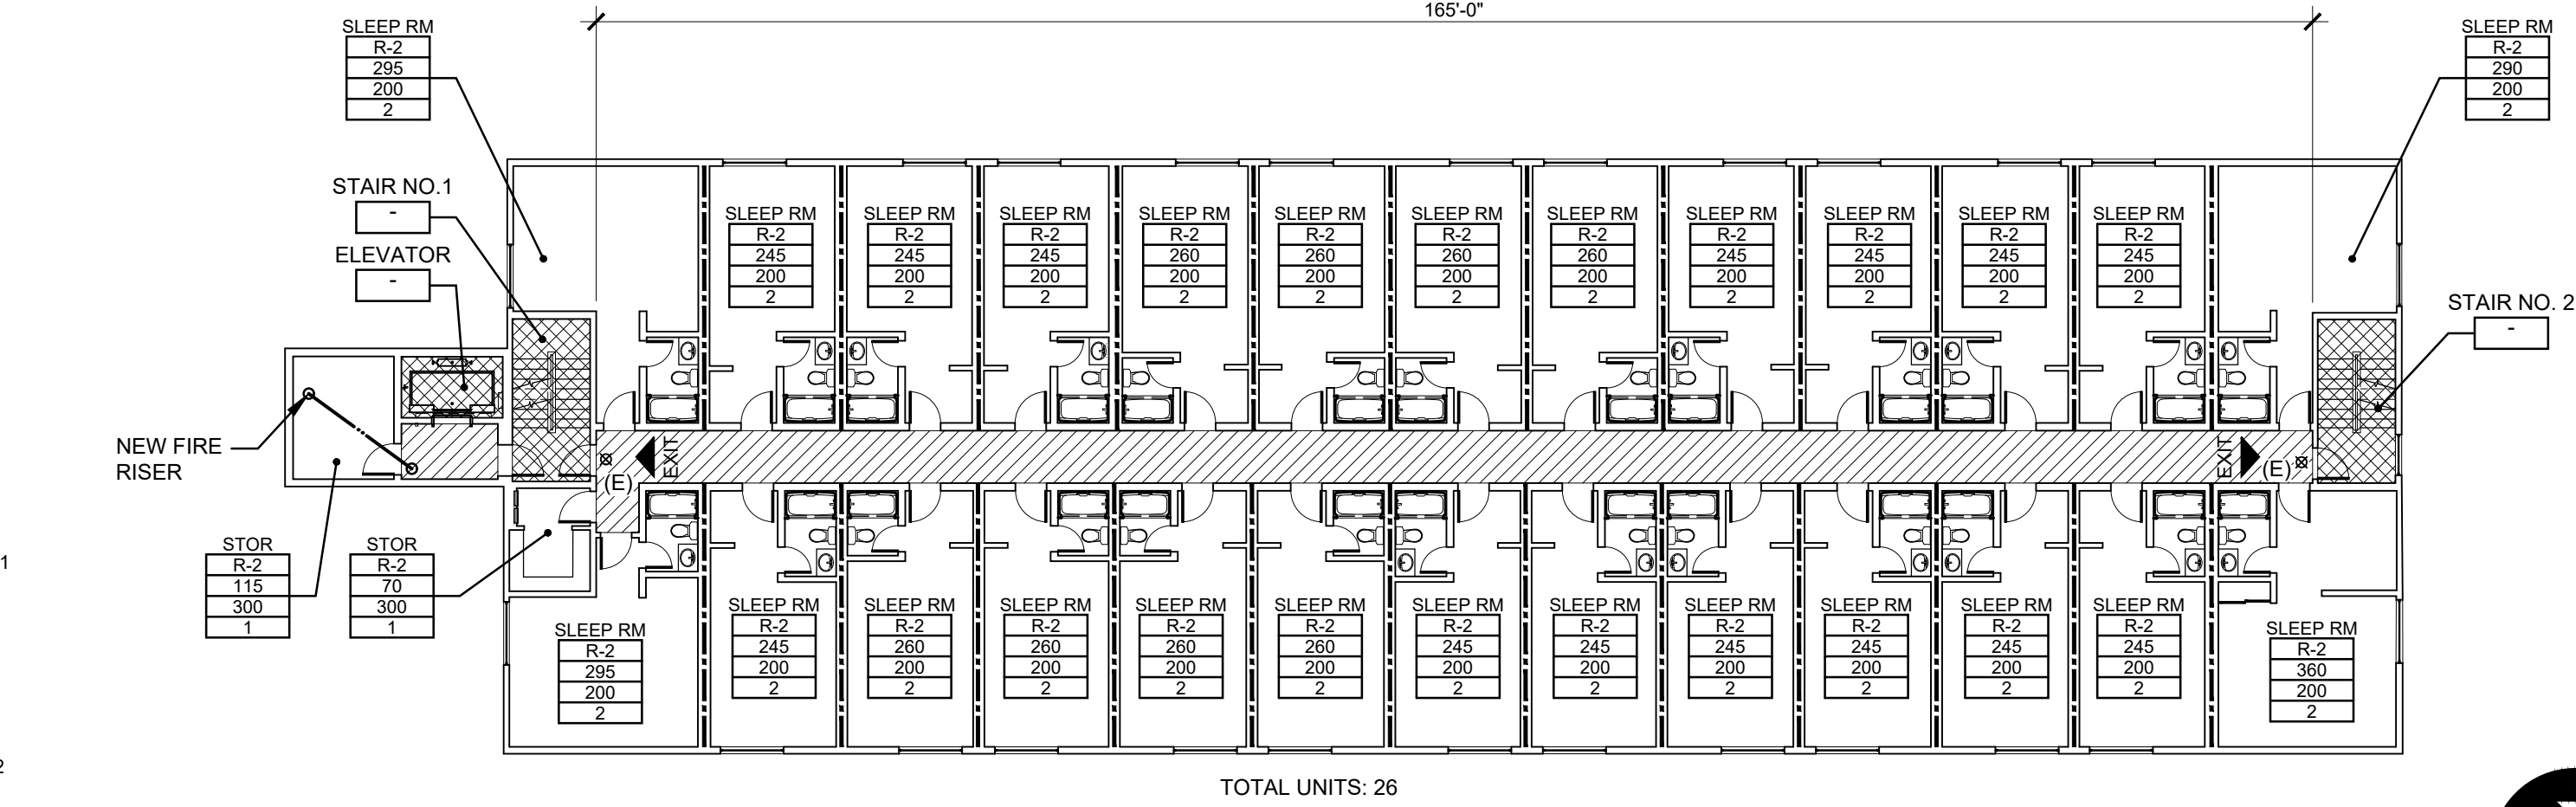 165'-0"
SLEEP RM
R-2
295
200
2
SLEEP RM
R-2
290
200
2
STAIR NO.1
-
ELEVATOR
-
STAIR NO. 2
-
SLEEP RM
R-2
245
200
2
SLEEP RM
R-2
245
200
2
SLEEP RM
R-2
245
200
2
SLEEP RM
R-2
260
200
2
SLEEP RM
R-2
260
200
2
SLEEP RM
R-2
260
200
2
SLEEP RM
R-2
260
200
2
SLEEP RM
R-2
245
200
2
SLEEP RM
R-2
245
200
2
SLEEP RM
R-2
245
200
2
SLEEP RM
R-2
245
200
2
NEW FIRE
RISER
EXIT
(E)
EXIT
(E)
STOR
R-2
115
300
1
STOR
R-2
70
300
1
SLEEP RM
R-2
295
200
2
SLEEP RM
R-2
245
200
2
SLEEP RM
R-2
260
200
2
SLEEP RM
R-2
260
200
2
SLEEP RM
R-2
260
200
2
SLEEP RM
R-2
260
200
2
SLEEP RM
R-2
245
200
2
SLEEP RM
R-2
245
200
2
SLEEP RM
R-2
245
200
2
SLEEP RM
R-2
245
200
2
SLEEP RM
R-2
245
200
2
SLEEP RM
R-2
245
200
2
SLEEP RM
R-2
360
200
2
1
2
TOTAL UNITS: 26